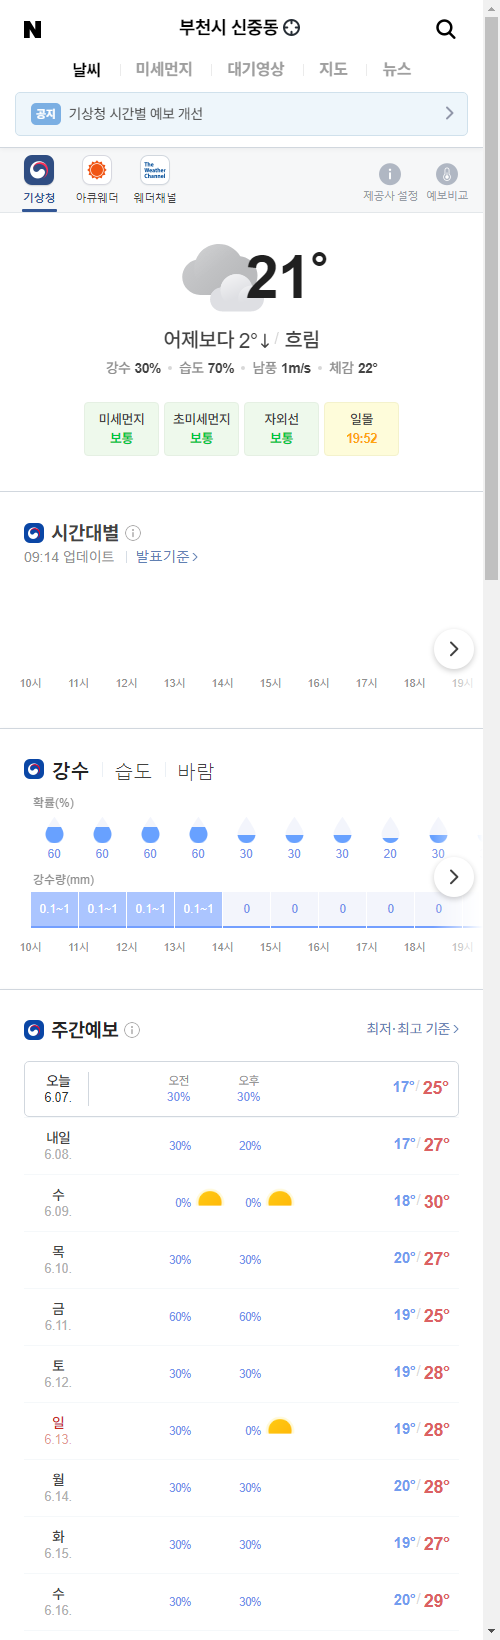 N
부천시 신중동
날씨 미세먼지 대기영상 지도 뉴스
공지 기상청 시간별 예보 개선
The Weather Channel
기상청 아큐웨더 웨더채널 제공사 설정 예보비교
21°
어제보다 2°↓ / 흐림
강수 30% • 습도 70% • 남풍 1m/s • 체감 22°
미세먼지 초미세먼지 자외선 일몰
보통 보통 보통 19:52
시간대별
09:14 업데이트 발표기준 >
10시 11시 12시 13시 14시 15시 16시 17시 18시 19시
강수 습도 바람
확률(%)
60 60 60 60 30 30 30 20 30
강수량(mm)
0.1~1 0.1~1 0.1~1 0.1~1 0 0 0 0 0
10시 11시 12시 13시 14시 15시 16시 17시 18시 19시
주간예보 최저·최고 기준 >
오늘 오전 오후
6.07. 30% 30% 17° / 25°
내일
6.08. 30% 20% 17° / 27°
수
6.09. 0% 0% 18° / 30°
목
6.10. 30% 30% 20° / 27°
금
6.11. 60% 60% 19° / 25°
토
6.12. 30% 30% 19° / 28°
일
6.13. 30% 0% 19° / 28°
월
6.14. 30% 30% 20° / 28°
화
6.15. 30% 30% 19° / 27°
수
6.16. 30% 30% 20° / 29°